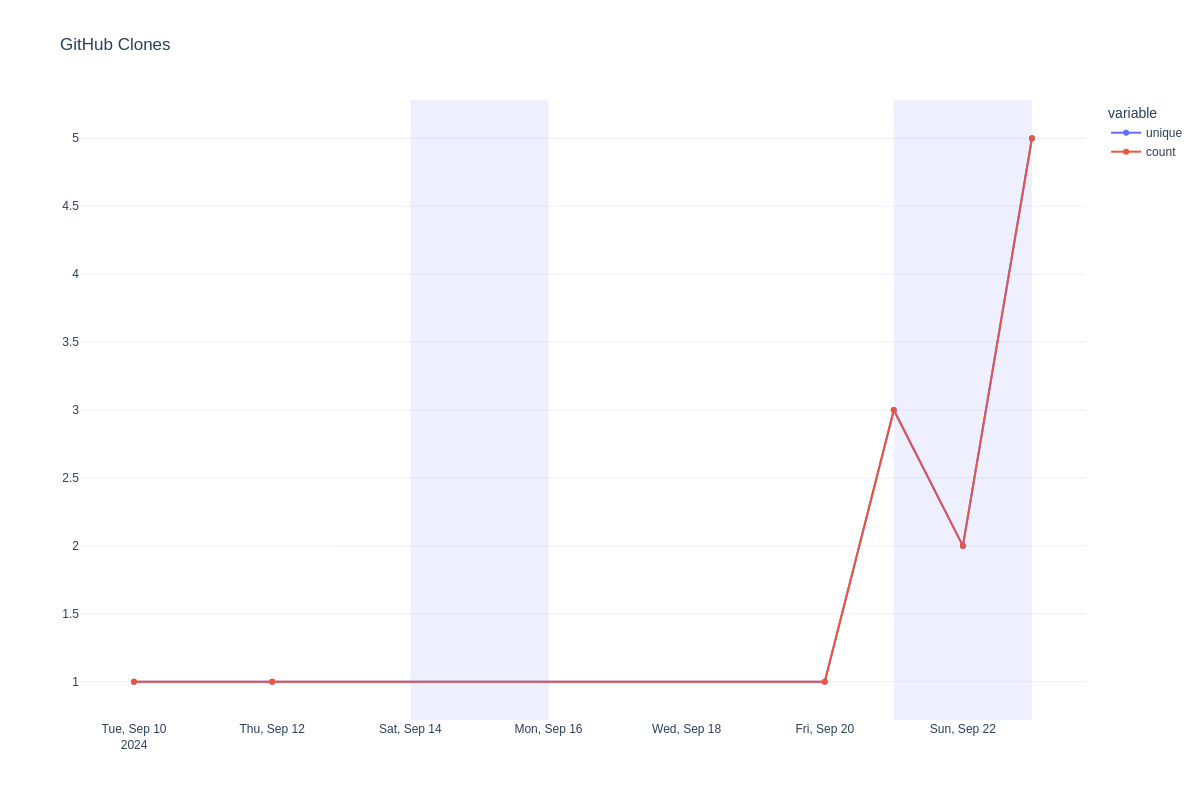 GitHub Clones
variable
unique
count
5
4.5
4
3.5
3
2.5
2
1.5
1
Tue, Sep 10
2024
Thu, Sep 12
Sat, Sep 14
Mon, Sep 16
Wed, Sep 18
Fri, Sep 20
Sun, Sep 22